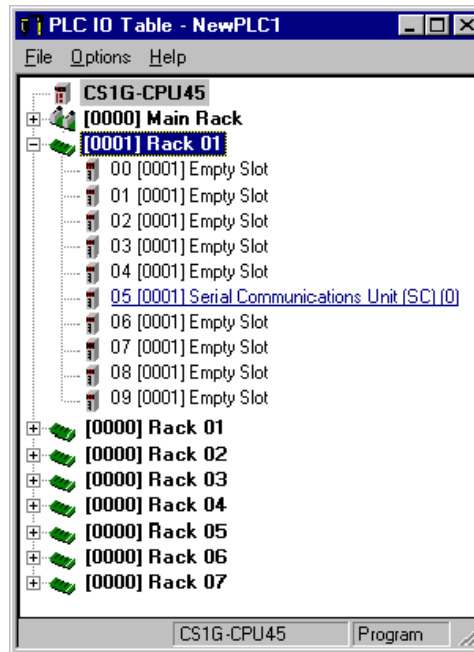 PLC IO Table - NewPLC1
File Options Help
CS1G-CPU45
[0000] Main Rack
[0001] Rack 01
00 [0001] Empty Slot
01 [0001] Empty Slot
02 [0001] Empty Slot
03 [0001] Empty Slot
04 [0001] Empty Slot
05 [0001] Serial Communications Unit (SC) (0)
06 [0001] Empty Slot
07 [0001] Empty Slot
08 [0001] Empty Slot
09 [0001] Empty Slot
[0000] Rack 01
[0000] Rack 02
[0000] Rack 03
[0000] Rack 04
[0000] Rack 05
[0000] Rack 06
[0000] Rack 07
CS1G-CPU45 Program